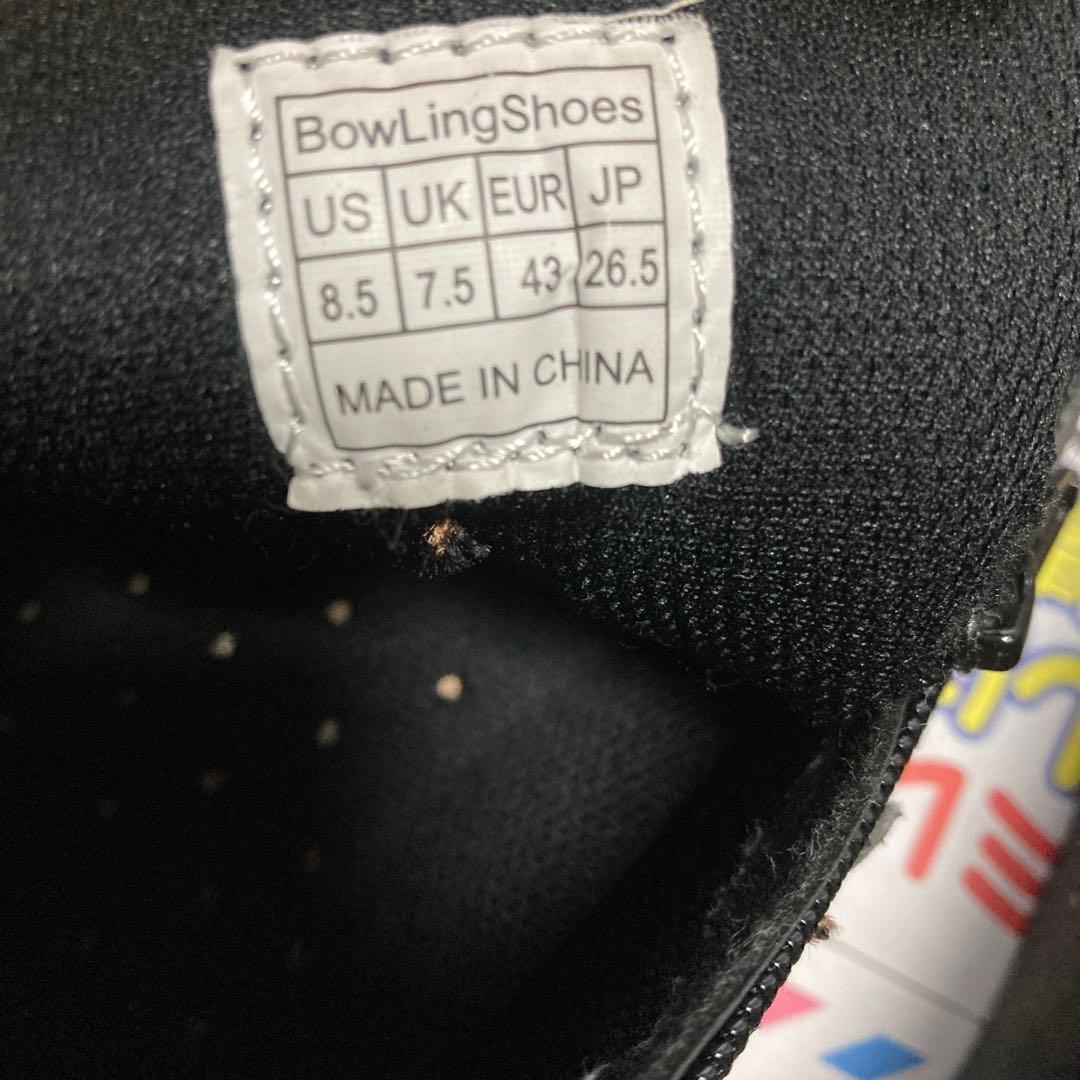 BowLingShoes
US UK EUR JP
8.5 7.5 43 26.5
MADE IN CHINA